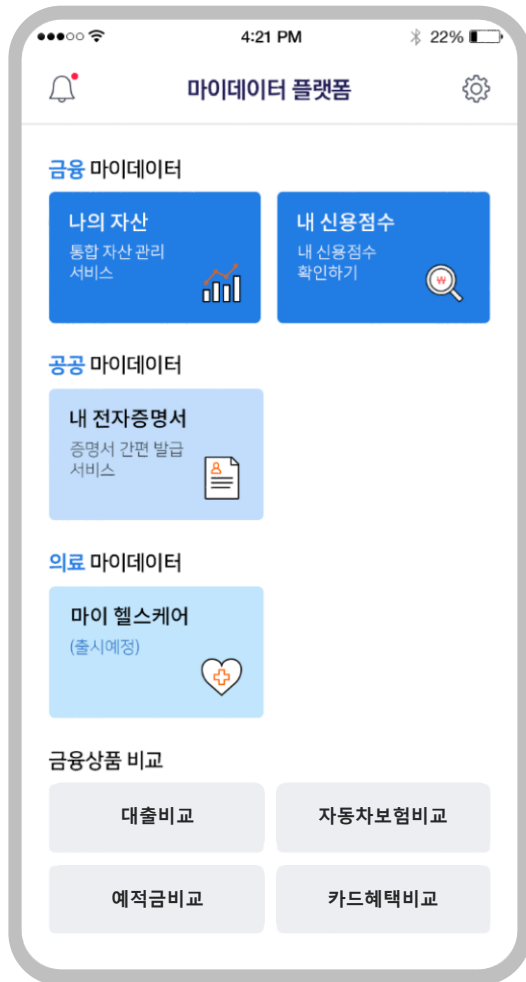 4:21 PM
22%
마이데이터 플랫폼
금융 마이데이터
나의 자산
통합 자산 관리
서비스
내 신용점수
내 신용점수
확인하기
₩
공공 마이데이터
내 전자증명서
증명서 간편 발급
서비스
의료 마이데이터
마이 헬스케어
(출시예정)
금융상품 비교
대출비교
자동차보험비교
예적금비교
카드혜택비교